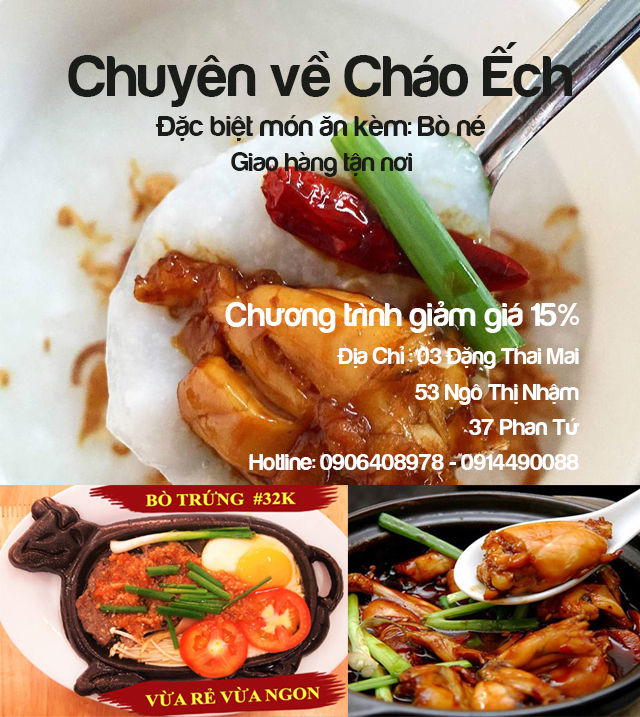 Chuyên về Cháo Ếch
Đặc biệt món ăn kèm: Bò né
Giao hàng tận nơi
Chương trình giảm giá 15%
Địa Chỉ : 03 Đặng Thai Mai
53 Ngô Thị Nhậm
37 Phan Tứ
Hotline: 0906408978 - 0914490088
BÒ TRỨNG #32K
VỪA RẺ VỪA NGON